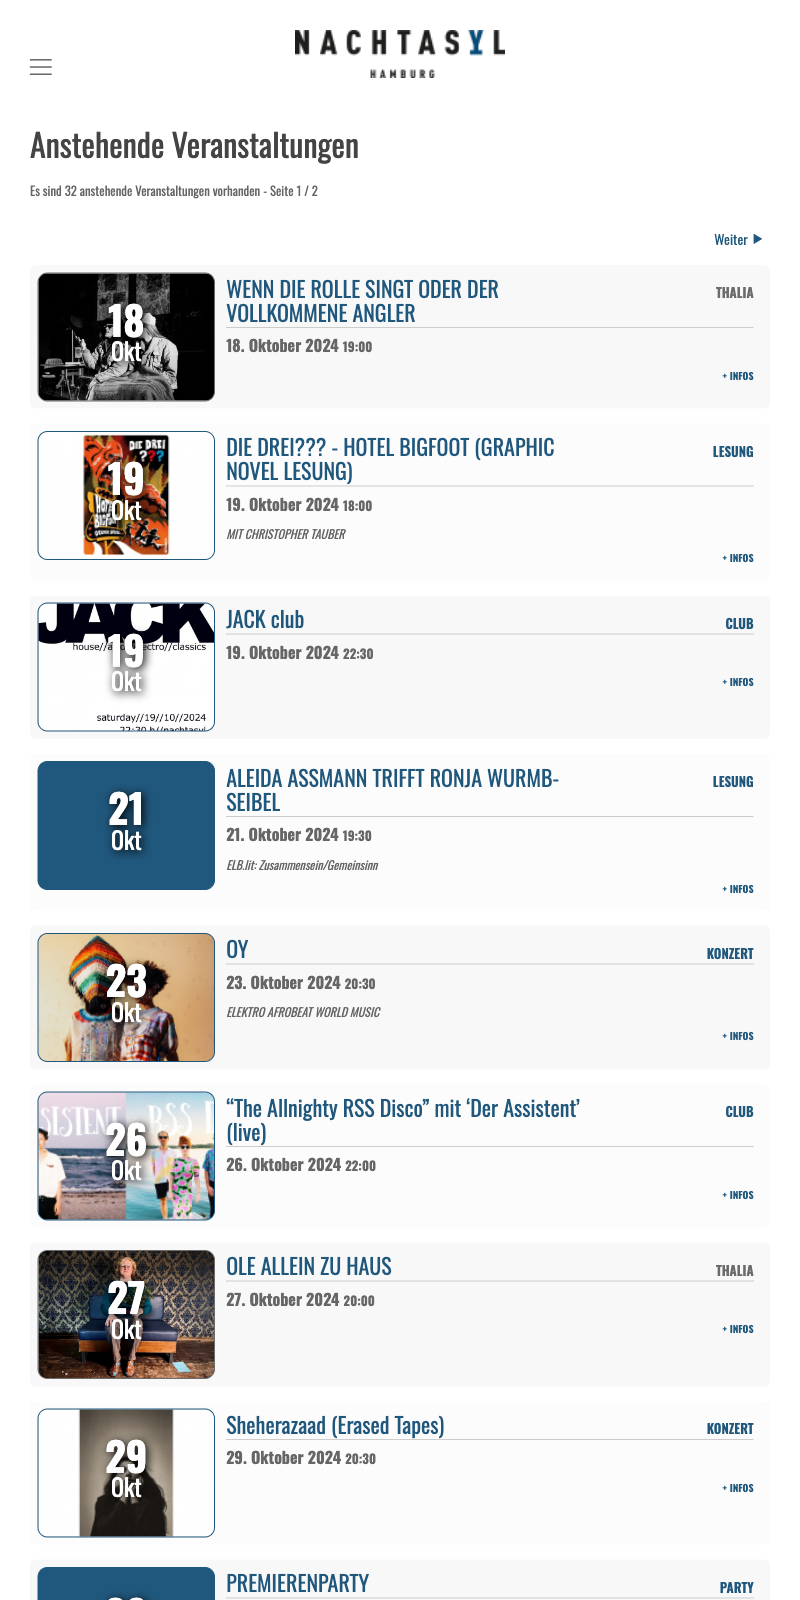 NACHTASYL
HAMBURG
Anstehende Veranstaltungen
Es sind 32 anstehende Veranstaltungen vorhanden - Seite 1 / 2
Weiter ▶
18
Okt
WENN DIE ROLLE SINGT ODER DER
VOLLKOMMENE ANGLER
THALIA
18. Oktober 2024 19:00
+ INFOS
DIE DREI
???
19
Okt
DIE DREI??? - HOTEL BIGFOOT (GRAPHIC
NOVEL LESUNG)
LESUNG
19. Oktober 2024 18:00
MIT CHRISTOPHER TAUBER
+ INFOS
JACK
19
Okt
saturday//19//10//2024
22:30 h//nachtasyl
JACK club
CLUB
19. Oktober 2024 22:30
+ INFOS
21
Okt
ALEIDA ASSMANN TRIFFT RONJA WURMB-
SEIBEL
LESUNG
21. Oktober 2024 19:30
ELB.lit: Zusammensein/Gemeinsinn
+ INFOS
23
Okt
OY
KONZERT
23. Oktober 2024 20:30
ELEKTRO AFROBEAT WORLD MUSIC
+ INFOS
26
Okt
“The Allnighty RSS Disco” mit ‘Der Assistent’
(live)
CLUB
26. Oktober 2024 22:00
+ INFOS
27
Okt
OLE ALLEIN ZU HAUS
THALIA
27. Oktober 2024 20:00
+ INFOS
29
Okt
Sheherazaad (Erased Tapes)
KONZERT
29. Oktober 2024 20:30
+ INFOS
PREMIERENPARTY
PARTY